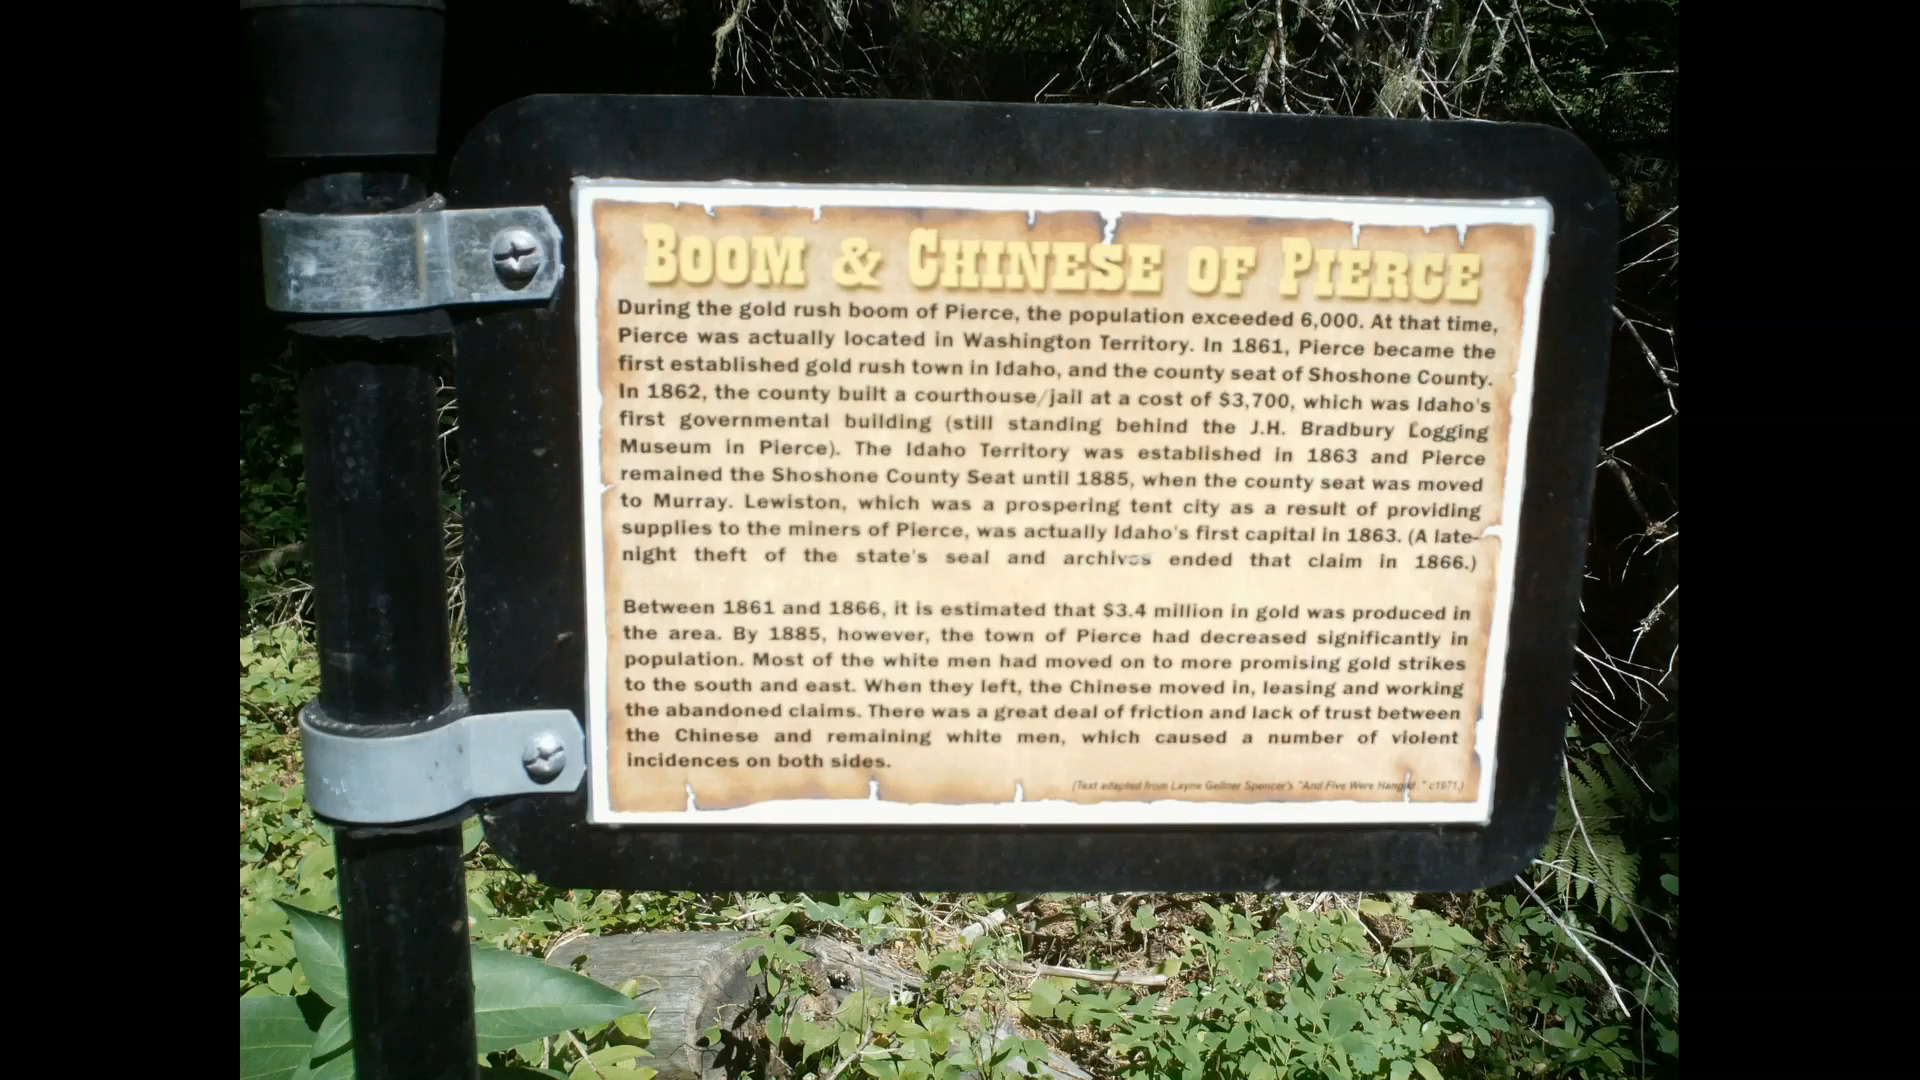 BOOM & CHINESE OF PIERCE
During the gold rush boom of Pierce, the population exceeded 6,000. At that time,
Pierce was actually located in Washington Territory. In 1861, Pierce became the
first established gold rush town in Idaho, and the county seat of Shoshone County.
In 1862, the county built a courthouse/jail at a cost of $3,700, which was Idaho's
first governmental building (still standing behind the J.H. Bradbury Logging
Museum in Pierce). The Idaho Territory was established in 1863 and Pierce
remained the Shoshone County Seat until 1885, when the county seat was moved
to Murray. Lewiston, which was a prospering tent city as a result of providing
supplies to the miners of Pierce, was actually Idaho's first capital in 1863. (A late-
night theft of the state's seal and archives ended that claim in 1866.)
Between 1861 and 1866, it is estimated that $3.4 million in gold was produced in
the area. By 1885, however, the town of Pierce had decreased significantly in
population. Most of the white men had moved on to more promising gold strikes
to the south and east. When they left, the Chinese moved in, leasing and working
the abandoned claims. There was a great deal of friction and lack of trust between
the Chinese and remaining white men, which caused a number of violent
incidences on both sides.
(Text adapted from Layne Gellner Spencer's "And Five Were Hanged." c1971.)